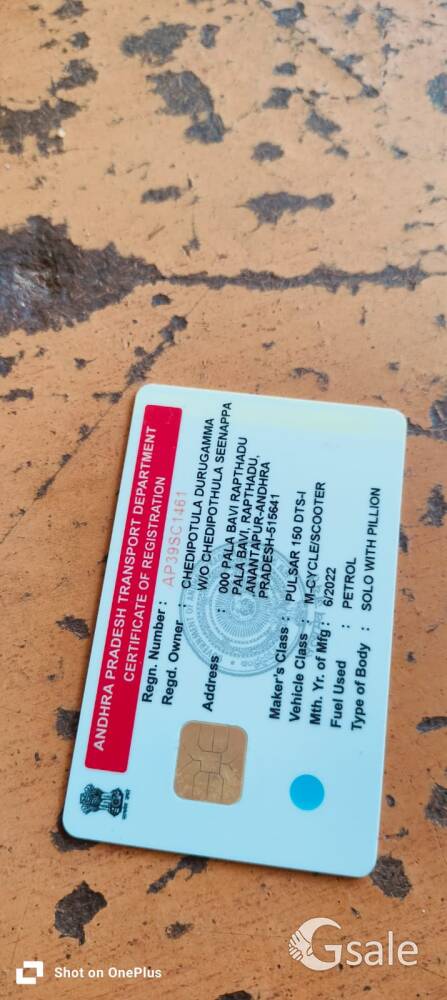 ANDHRA PRADESH TRANSPORT DEPARTMENT
CERTIFICATE OF REGISTRATION
Regn. Number : AP39SC1461
Regd. Owner : CHEDIPOTULA DURUGAMMA
W/O CHEDIPOTHULA SEENAPPA
Address : 000 PALA BAVI RAPTHADU
PALA BAVI, RAPTHADU,
ANANTAPUR-ANDHRA
PRADESH-515641
Maker's Class : PULSAR 150 DTS-I
Vehicle Class : M-CYCLE/SCOOTER
Mth. Yr. of Mfg : 6/2022
Fuel Used : PETROL
Type of Body : SOLO WITH PILLION
Gsale
Shot on OnePlus